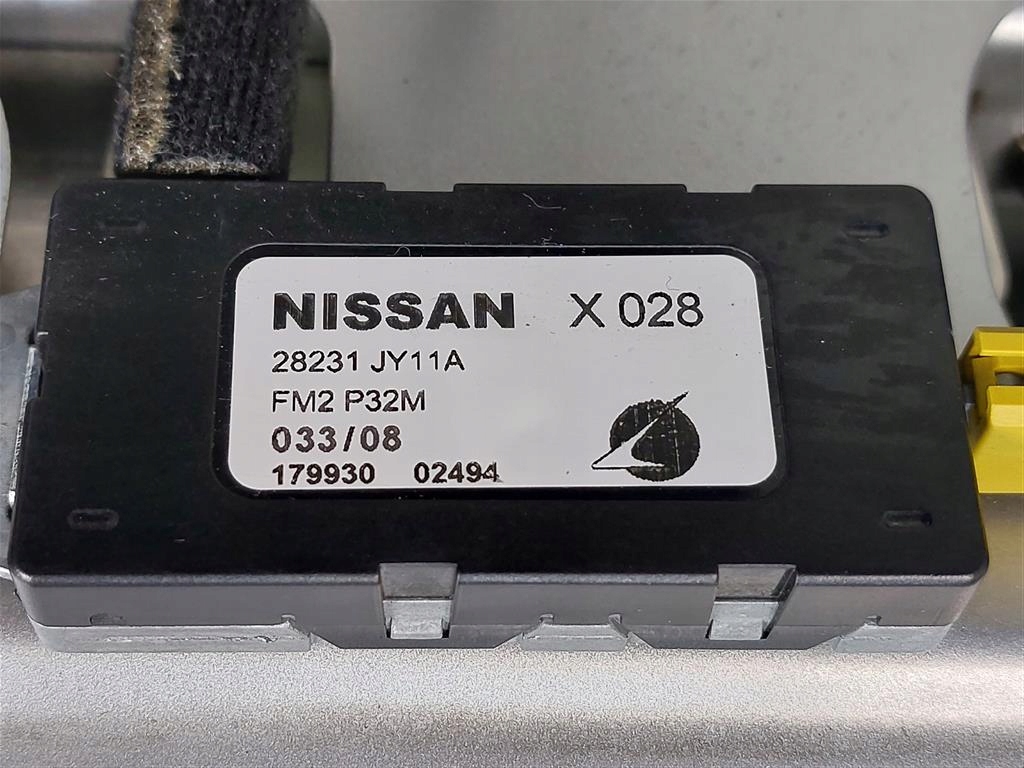 NISSAN X 028
28231 JY11A
FM2 P32M
033/08
179930 02494